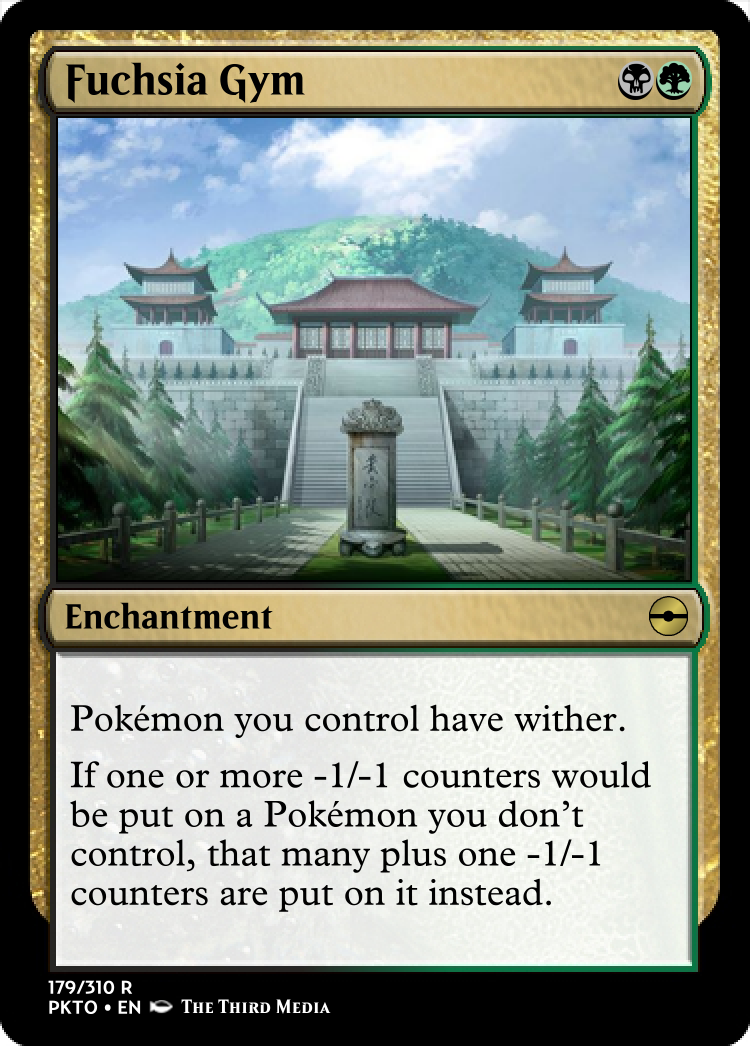 Fuchsia Gym
Enchantment
Pokémon you control have wither.
If one or more -1/-1 counters would
be put on a Pokémon you don't
control, that many plus one -1/-1
counters are put on it instead.
179/310 R
PKTO • EN The Third Media